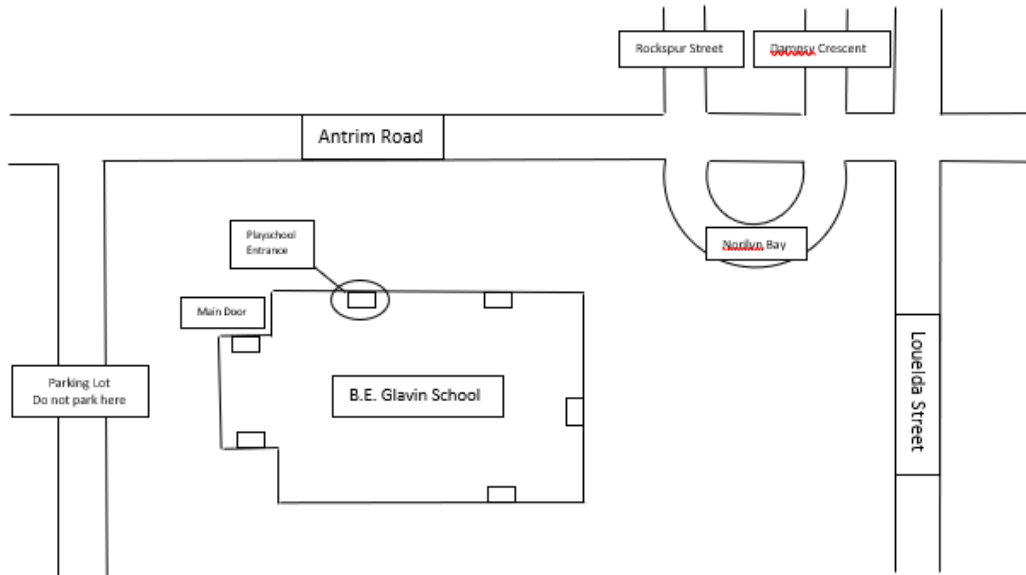 Rockspur Street
Dampsy Crescent
Antrim Road
Playschool
Entrance
Norilyn Bay
Main Door
Parking Lot
Do not park here
B.E. Glavin School
Louelda Street